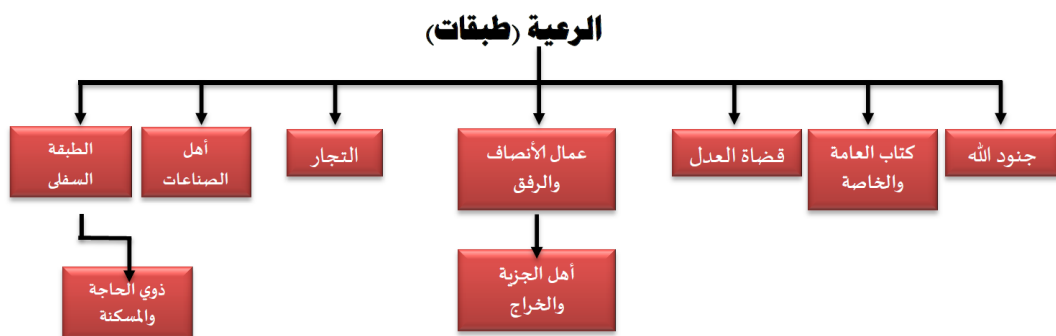 الرعية (طبقات)
جنود الله
كتاب العامة
والخاصة
قضاة العدل
عمال الأنصاف
والرفق
التجار
أهل
الصناعات
الطبقة
السفلى
أهل الجزية
والخراج
ذوي الحاجة
والمسكنة